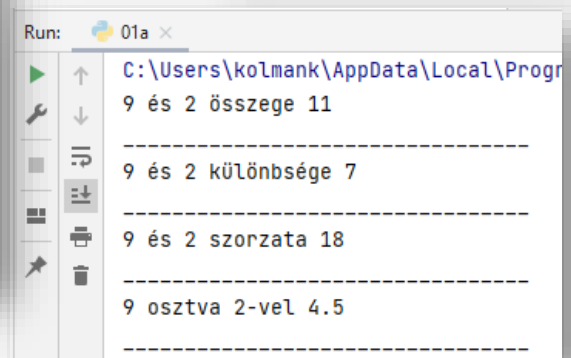 Run: 01a
C:\Users\kolmank\AppData\Local\Progr
9 és 2 összege 11
---------------------------------
9 és 2 különbsége 7
---------------------------------
9 és 2 szorzata 18
---------------------------------
9 osztva 2-vel 4.5
---------------------------------